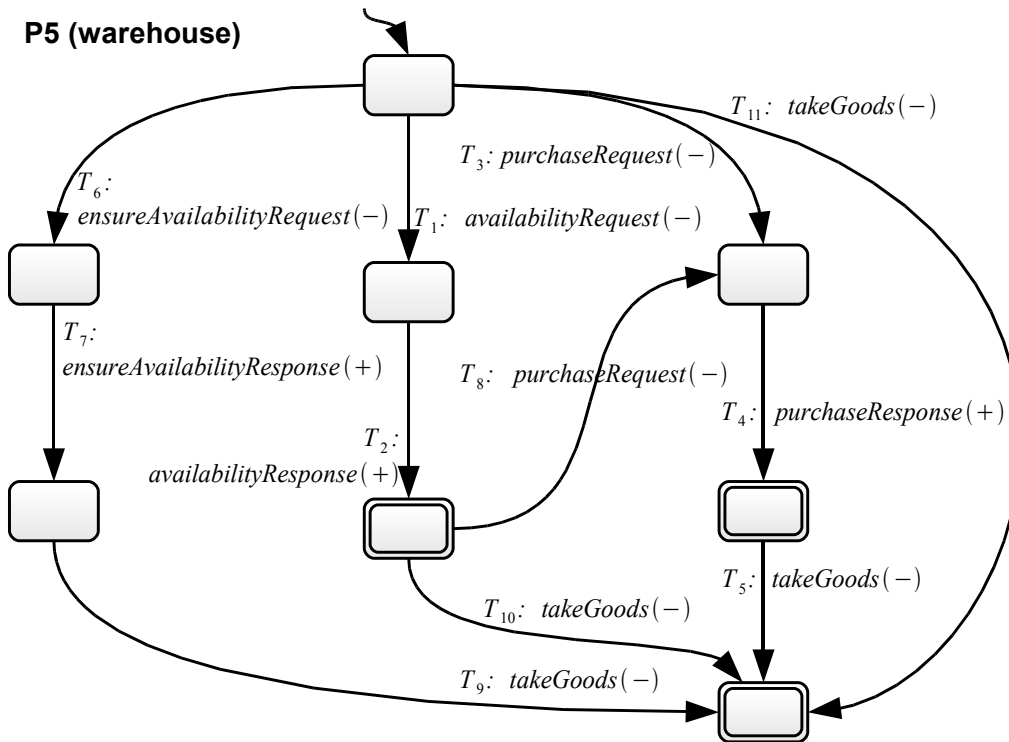 P5 (warehouse)
T11: takeGoods(−)
T3: purchaseRequest(−)
T6:
ensureAvailabilityRequest(−)
T1: availabilityRequest(−)
T7:
ensureAvailabilityResponse(+)
T8: purchaseRequest(−)
T4: purchaseResponse(+)
T2:
availabilityResponse(+)
T5: takeGoods(−)
T10: takeGoods(−)
T9: takeGoods(−)